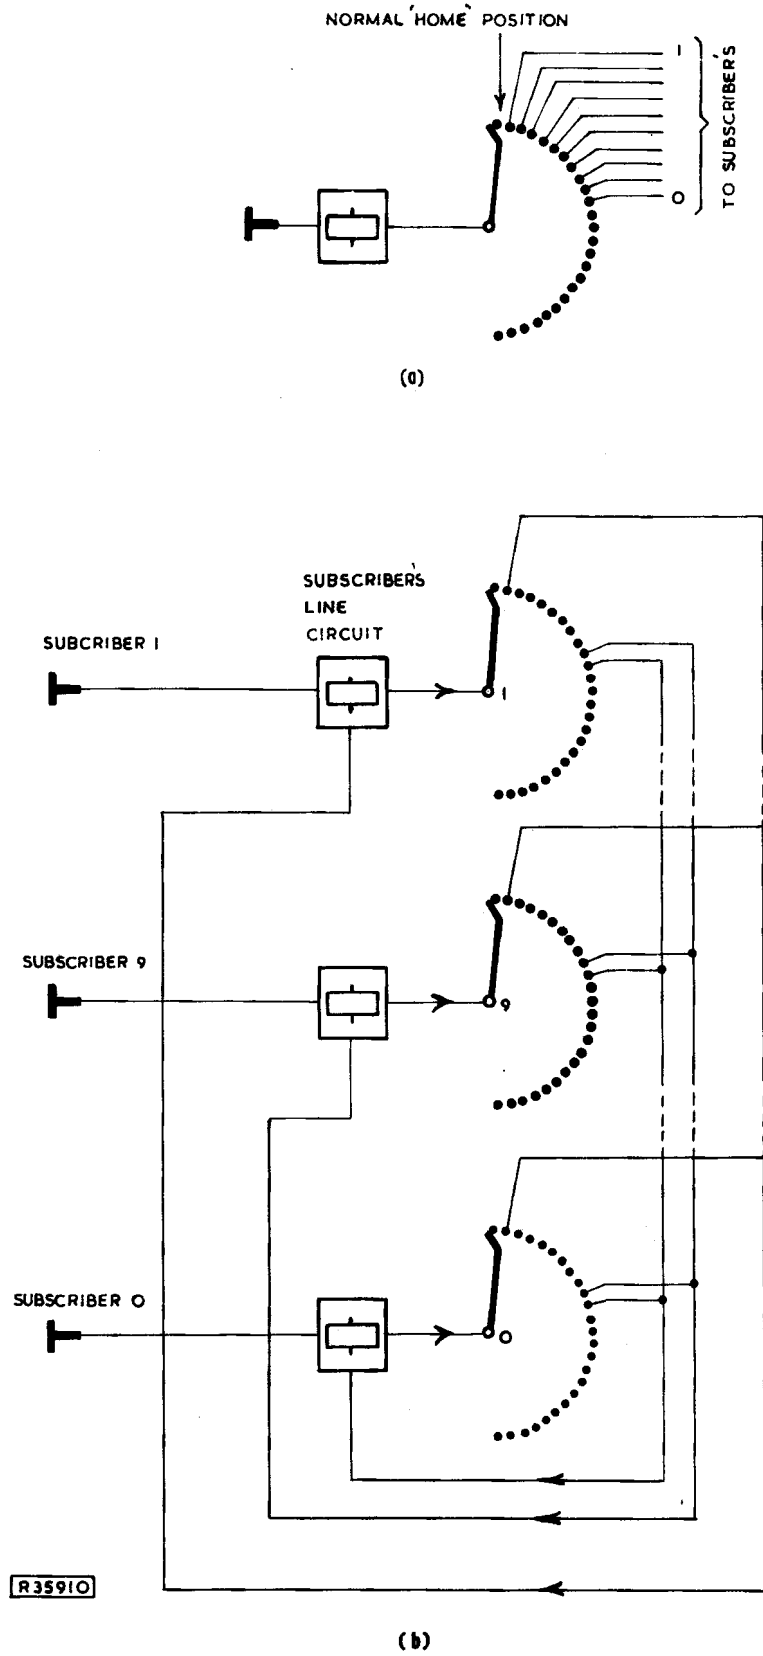 NORMAL 'HOME' POSITION
1
0
TO SUBSCRIBER'S
(a)
SUBSCRIBER'S
LINE
CIRCUIT
SUBCRIBER 1
1
SUBSCRIBER 9
9
SUBSCRIBER 0
0
R35910
(b)